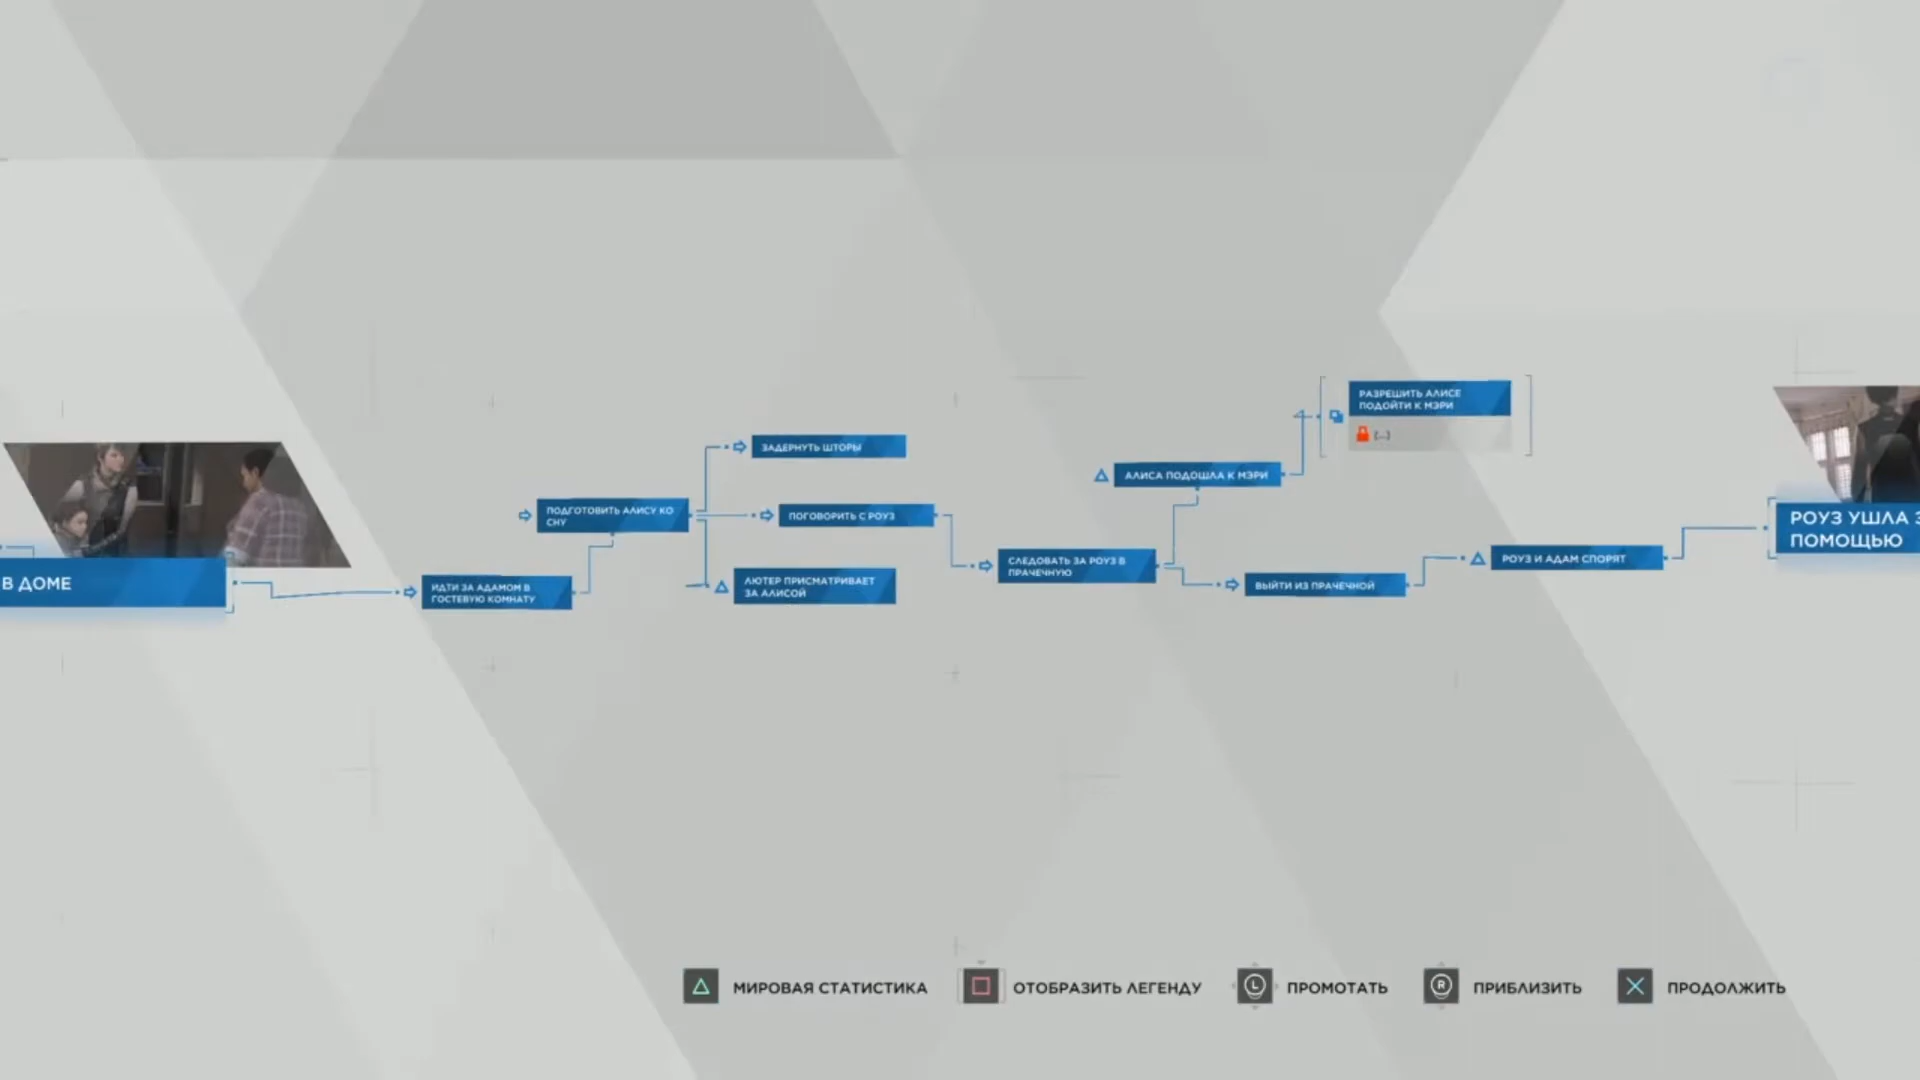 В ДОМЕ
ИДТИ ЗА АДАМОМ В
ГОСТЕВУЮ КОМНАТУ
ПОДГОТОВИТЬ АЛИСУ КО
СНУ
ЗАДЕРНУТЬ ШТОРЫ
ПОГОВОРИТЬ С РОУЗ
ЛЮТЕР ПРИСМАТРИВАЕТ
ЗА АЛИСОЙ
СЛЕДОВАТЬ ЗА РОУЗ В
ПРАЧЕЧНУЮ
АЛИСА ПОДОШЛА К МЭРИ
РАЗРЕШИТЬ АЛИСЕ
ПОДОЙТИ К МЭРИ
[...]
ВЫЙТИ ИЗ ПРАЧЕЧНОЙ
РОУЗ И АДАМ СПОРЯТ
РОУЗ УШЛА З
ПОМОЩЬЮ
МИРОВАЯ СТАТИСТИКА
ОТОБРАЗИТЬ ЛЕГЕНДУ
L
ПРОМОТАТЬ
R
ПРИБЛИЗИТЬ
ПРОДОЛЖИТЬ